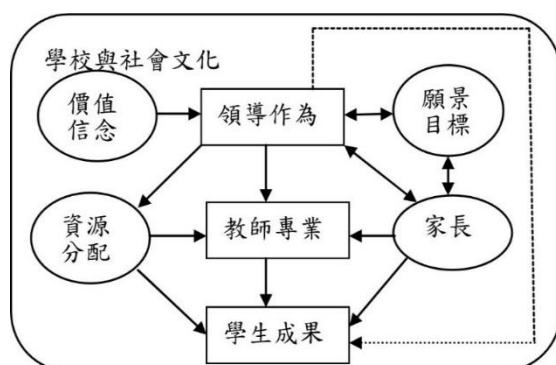 學校與社會文化
價值
信念
領導作為
願景
目標
資源
分配
教師專業
家長
學生成果